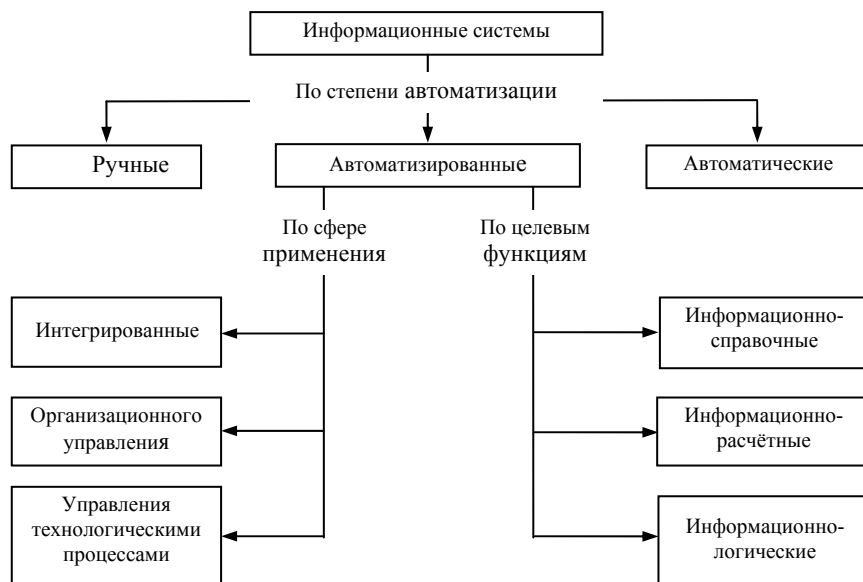 Информационные системы
По степени автоматизации
Ручные
Автоматизированные
Автоматические
По сфере
применения
По целевым
функциям
Интегрированные
Информационно-
справочные
Организационного
управления
Информационно-
расчётные
Управления
технологическими
процессами
Информационно-
логические